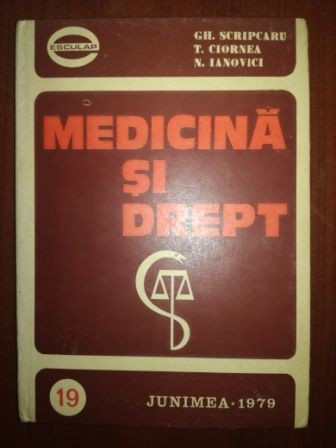 ESCULAP
GH. SCRIPCARU
T. CIORNEA
N. IANOVICI
MEDICINĂ
ȘI
DREPT
19
JUNIMEA · 1979